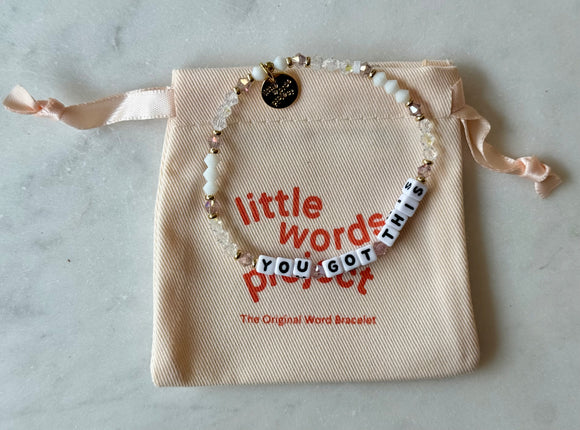 little
words
project
The Original Word Bracelet
YOU GOT THIS